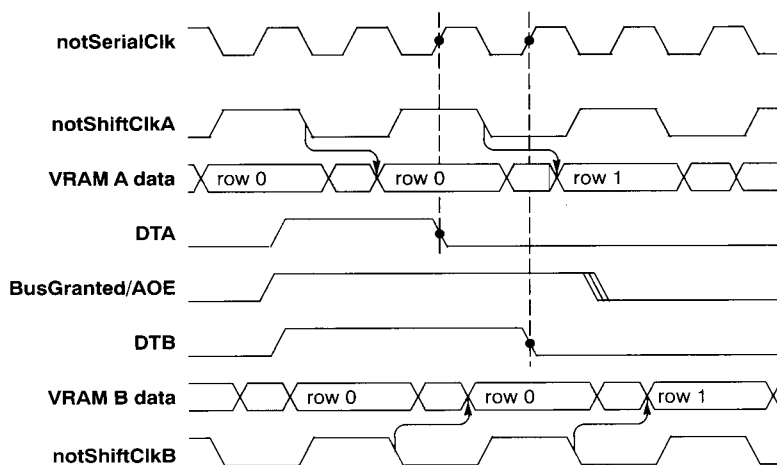 notSerialClk
notShiftClkA
VRAM A data
row 0
row 0
row 1
DTA
BusGranted/AOE
DTB
VRAM B data
row 0
row 0
row 1
notShiftClkB